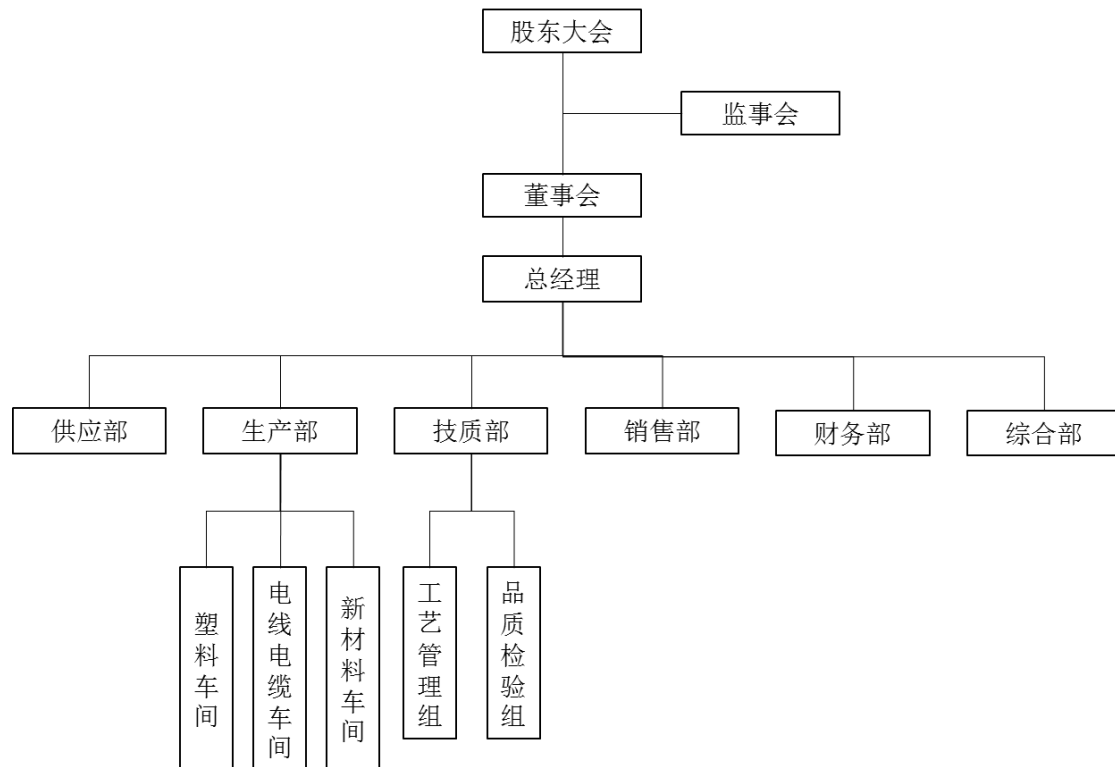 股东大会
监事会
董事会
总经理
供应部
生产部
技质部
销售部
财务部
综合部
塑料车间
电线电缆车间
新材料车间
工艺管理组
品质检验组